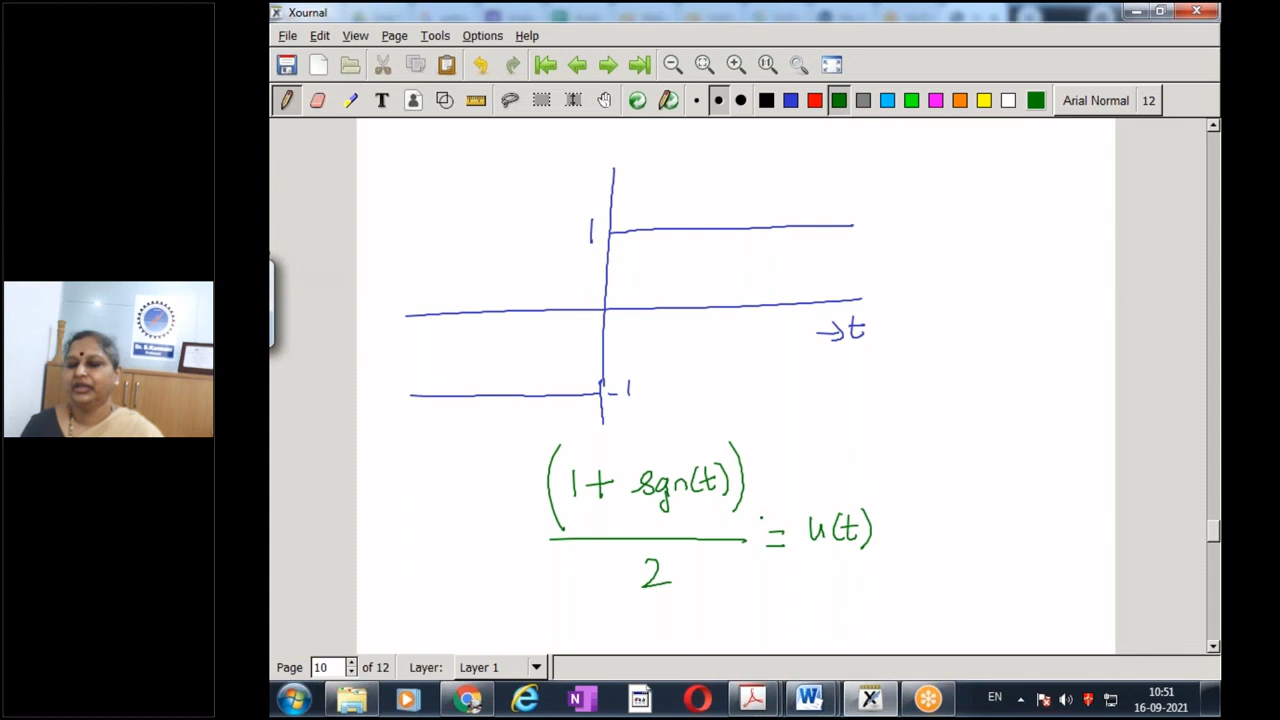 Xournal
File Edit View Page Tools Options Help
Arial Normal 12
1
→t
-1
(1+ sgn(t))
2
= u(t)
Page 10 of 12 Layer: Layer 1
EN
10:51
16-09-2021